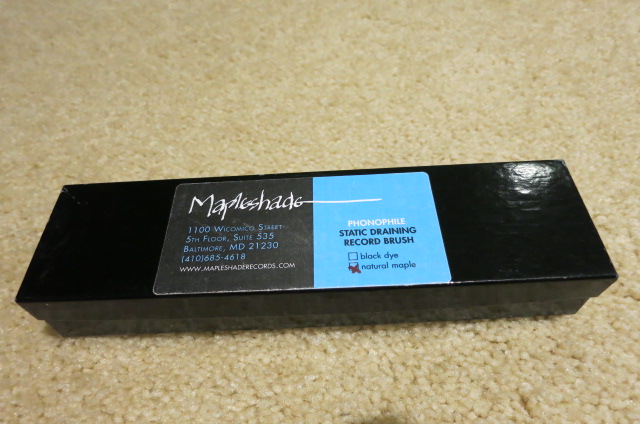 Mapleshade
1100 Wicomico Street
5th Floor, Suite 535
Baltimore, MD 21230
(410)685-4618
www.mapleshaderecords.com
PHONOPHILE
STATIC DRAINING
RECORD BRUSH
black dye
natural maple